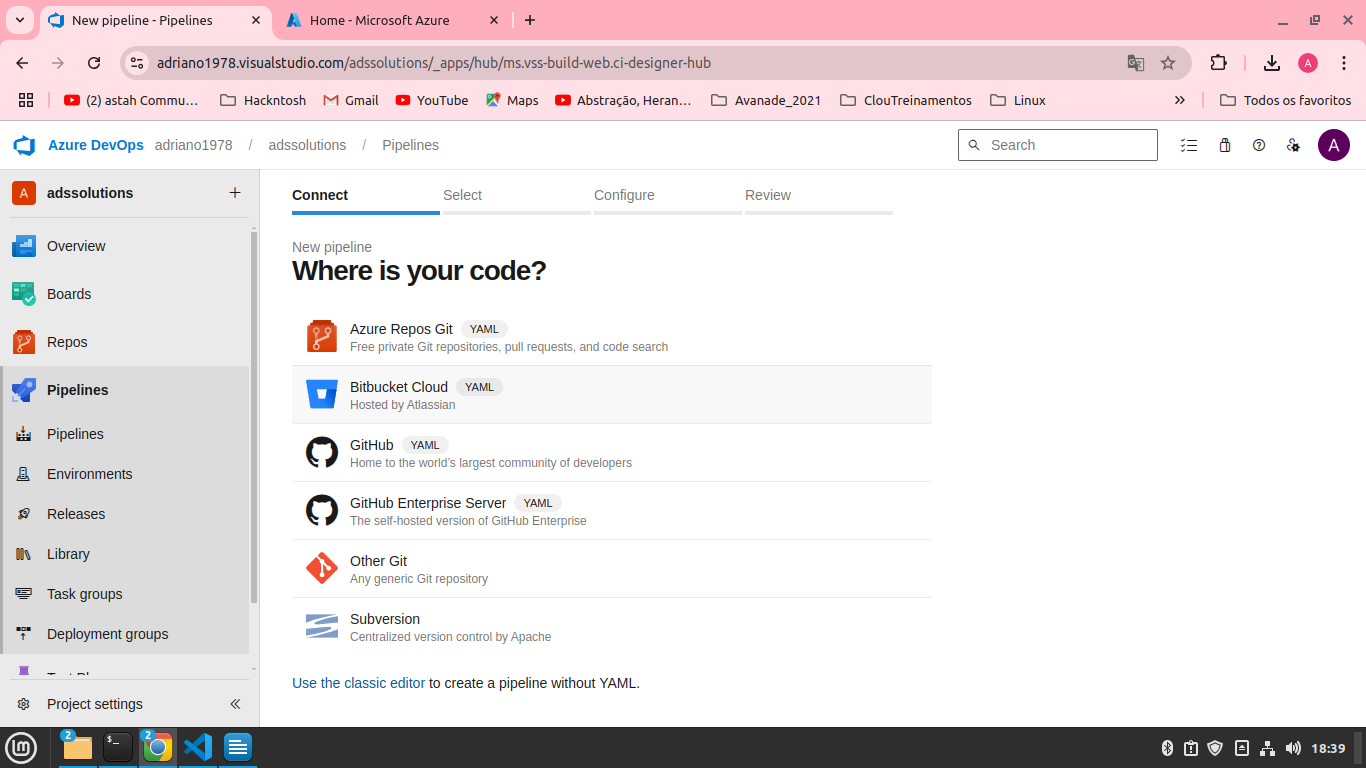 New pipeline - Pipelines
Home - Microsoft Azure
adriano1978.visualstudio.com/adssolutions/_apps/hub/ms.vss-build-web.ci-designer-hub
A
(2) astah Commu...
Hackntosh
Gmail
YouTube
Maps
Abstração, Heran...
Avanade_2021
ClouTreinamentos
Linux
Todos os favoritos
Azure DevOps adriano1978 / adssolutions / Pipelines
Search
A
A adssolutions
Overview
Boards
Repos
Pipelines
Pipelines
Environments
Releases
Library
Task groups
Deployment groups
Project settings
Connect
Select
Configure
Review
New pipeline
Where is your code?
Azure Repos Git YAML
Free private Git repositories, pull requests, and code search
Bitbucket Cloud YAML
Hosted by Atlassian
GitHub YAML
Home to the world's largest community of developers
GitHub Enterprise Server YAML
The self-hosted version of GitHub Enterprise
Other Git
Any generic Git repository
Subversion
Centralized version control by Apache
Use the classic editor to create a pipeline without YAML.
2
2
18:39